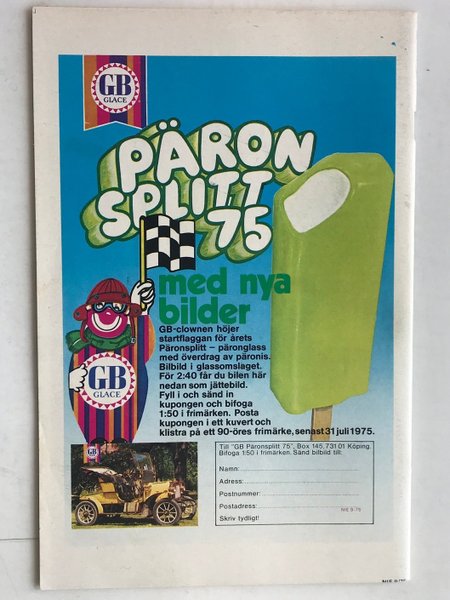 GB
GLACE
PÄRON
SPLITT
75
med nya
bilder
GB-clownen höjer
startflaggan för årets
Päronsplitt – päronglass
med överdrag av päronis.
Bilbild i glassomslaget.
För 2:40 får du bilen här
nedan som jättebild.
Fyll i och sänd in
kupongen och bifoga
1:50 i frimärken. Posta
kupongen i ett kuvert och
klistra på ett 90-öres frimärke, senast 31 juli 1975.
GB
GLACE
GB
Till "GB Päronsplitt 75", Box 145, 731 01 Köping.
Bifoga 1:50 i frimärken. Sänd bilbild till:
Namn:
Adress:
Postnummer:
Postadress:
Skriv tydligt!